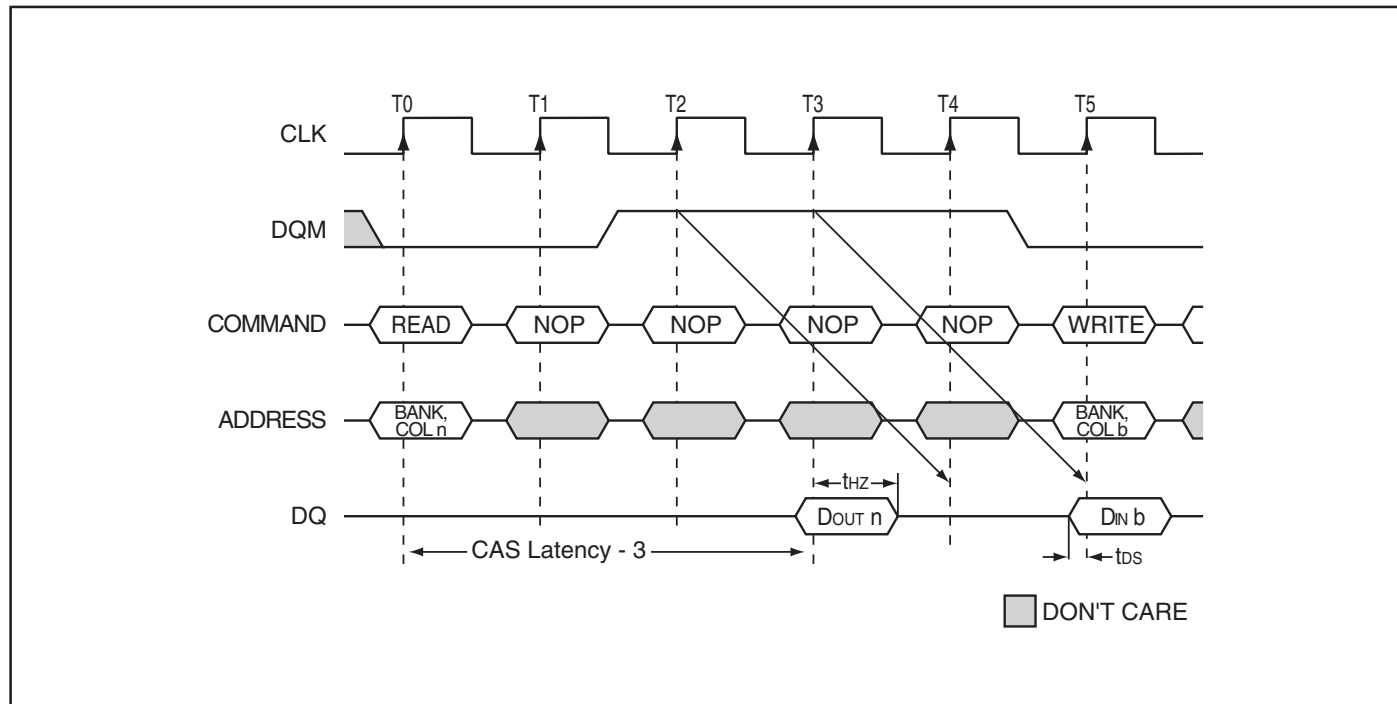 T0 T1 T2 T3 T4 T5
CLK
DQM
COMMAND READ NOP NOP NOP NOP WRITE
ADDRESS BANK, COL n BANK, COL b
tHZ
DQ DOUT n DIN b
CAS Latency - 3 tDS
DON'T CARE